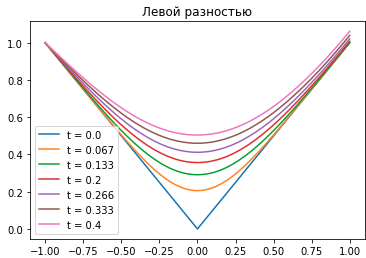 Левой разностью
1.0
0.8
0.6
0.4
0.2
0.0
t = 0.0
t = 0.067
t = 0.133
t = 0.2
t = 0.266
t = 0.333
t = 0.4
−1.00 −0.75 −0.50 −0.25 0.00 0.25 0.50 0.75 1.00